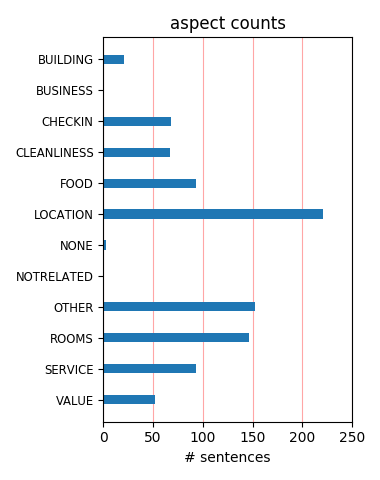 aspect counts
BUILDING
BUSINESS
CHECKIN
CLEANLINESS
FOOD
LOCATION
NONE
NOTRELATED
OTHER
ROOMS
SERVICE
VALUE
0 50 100 150 200 250
# sentences